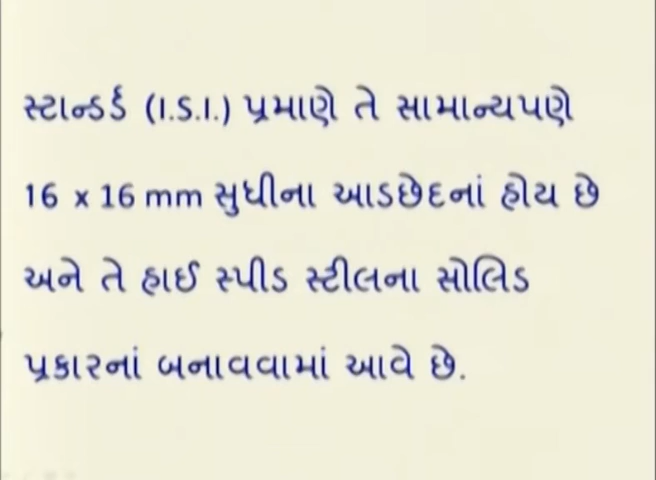 સ્ટાન્ડર્ડ (I.S.I.) પ્રમાણે તે સામાન્યપણે
16 x 16 mm સુધીના આડછેદનાં હોય છે
અને તે હાઈ સ્પીડ સ્ટીલના સોલિડ
પ્રકારનાં બનાવવામાં આવે છે.